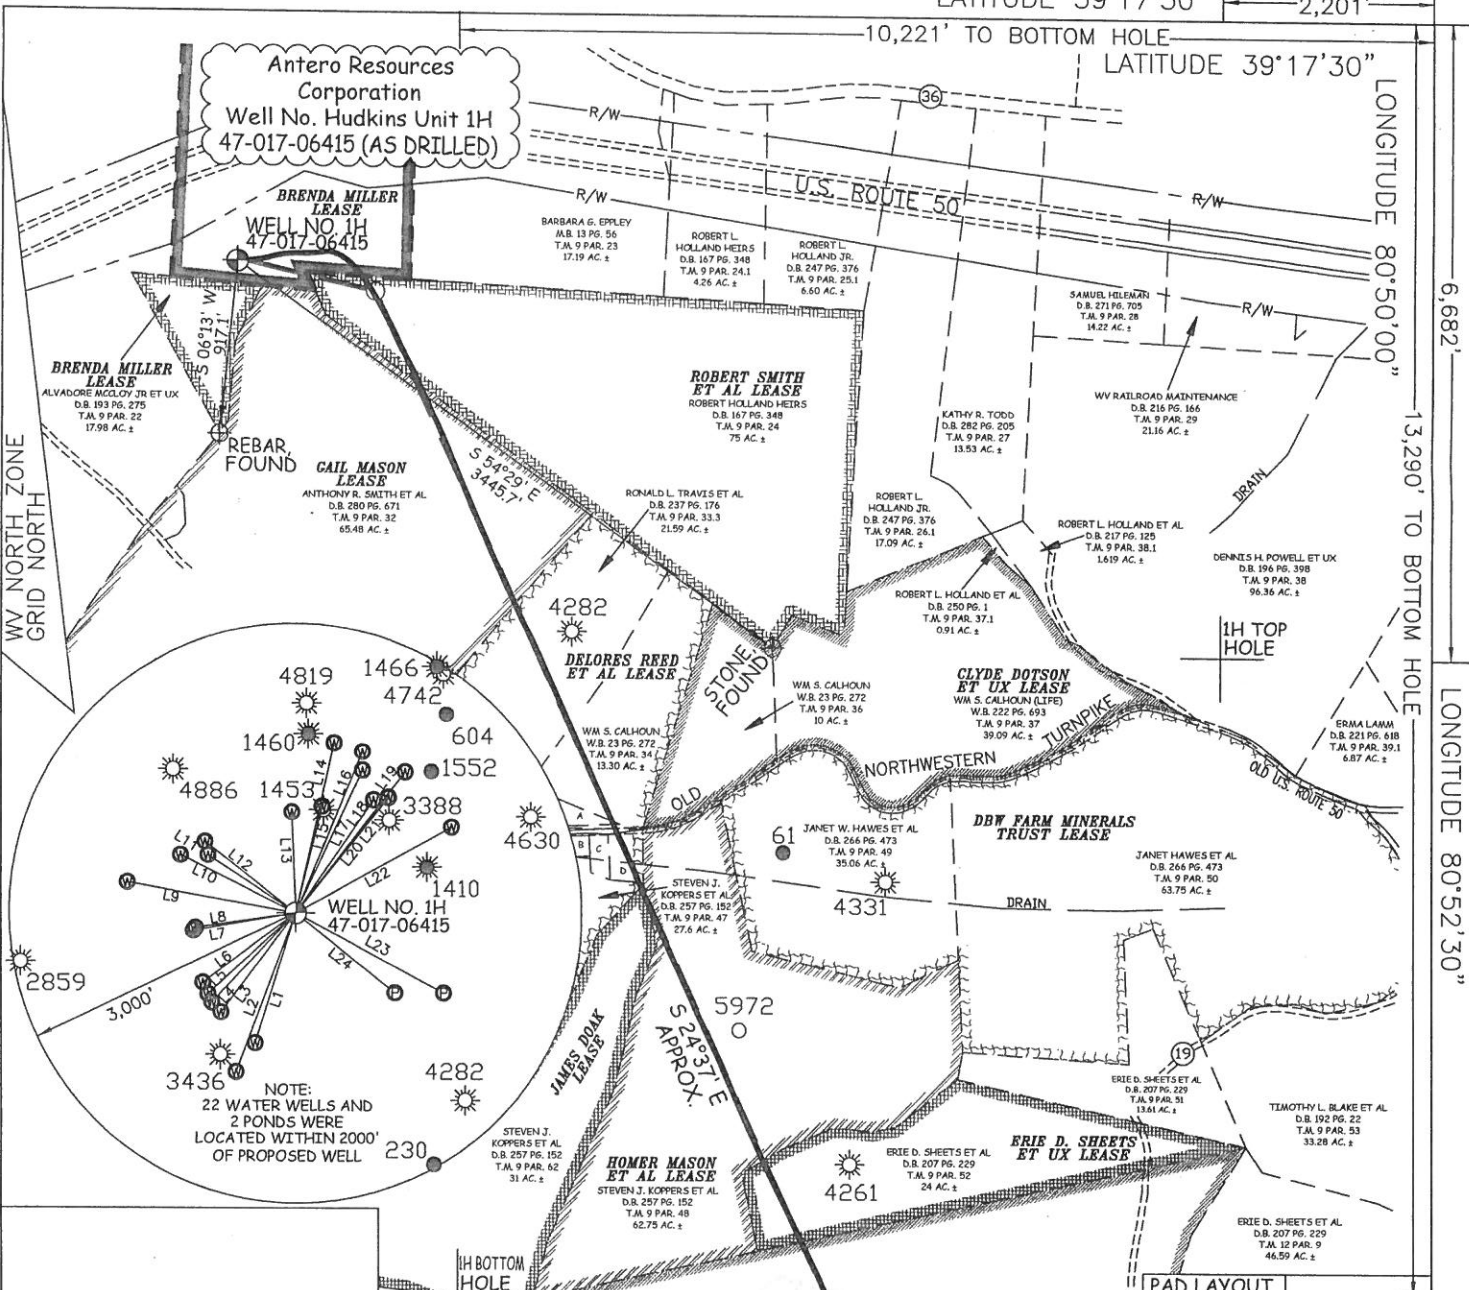 LATITUDE 39°17'30"
2,201'
10,221' TO BOTTOM HOLE
LATITUDE 39°17'30"
Antero Resources
Corporation
Well No. Hudkins Unit 1H
47-017-06415 (AS DRILLED)
36
R/W
U.S. ROUTE 50
R/W
R/W
R/W
LONGITUDE 80°50'00"
6,682'
13,290' TO BOTTOM HOLE
LONGITUDE 80°52'30"
BRENDA MILLER
LEASE
WELL NO. 1H
47-017-06415
BARBARA G. EPPLEY
M.B. 13 PG. 56
T.M. 9 PAR. 23
17.19 AC. ±
ROBERT L.
HOLLAND HEIRS
D.B. 167 PG. 348
T.M. 9 PAR. 24.1
4.26 AC. ±
ROBERT L.
HOLLAND JR.
D.B. 247 PG. 376
T.M. 9 PAR. 25.1
6.60 AC. ±
SAMUEL HILEMAN
D.B. 271 PG. 705
T.M. 9 PAR. 28
14.22 AC. ±
S 06°13' W
917.1'
BRENDA MILLER
LEASE
ALVADORE MCCLOY JR ET UX
D.B. 193 PG. 275
T.M. 9 PAR. 22
17.98 AC. ±
ROBERT SMITH
ET AL LEASE
ROBERT HOLLAND HEIRS
D.B. 167 PG. 348
T.M. 9 PAR. 24
75 AC. ±
WV RAILROAD MAINTENANCE
D.B. 216 PG. 166
T.M. 9 PAR. 29
21.16 AC. ±
KATHY R. TODD
D.B. 282 PG. 205
T.M. 9 PAR. 27
13.53 AC. ±
REBAR,
FOUND
GAIL MASON
LEASE
ANTHONY R. SMITH ET AL
D.B. 280 PG. 671
T.M. 9 PAR. 32
65.48 AC. ±
S 54°29' E
3445.7'
RONALD L. TRAVIS ET AL
D.B. 237 PG. 176
T.M. 9 PAR. 33.3
21.59 AC. ±
ROBERT L.
HOLLAND JR.
D.B. 247 PG. 376
T.M. 9 PAR. 26.1
17.09 AC. ±
DRAIN
ROBERT L. HOLLAND ET AL
D.B. 217 PG. 125
T.M. 9 PAR. 38.1
1.619 AC. ±
DENNIS H. POWELL ET UX
D.B. 196 PG. 398
T.M. 9 PAR. 38
96.36 AC. ±
ROBERT L. HOLLAND ET AL
D.B. 250 PG. 1
T.M. 9 PAR. 37.1
0.91 AC. ±
WV NORTH ZONE
GRID NORTH
1H TOP
HOLE
4282
DELORES REED
ET AL LEASE
STONE,
FOUND
WM S. CALHOUN
W.B. 23 PG. 272
T.M. 9 PAR. 36
10 AC. ±
CLYDE DOTSON
ET UX LEASE
WM S. CALHOUN (LIFE)
W.B. 222 PG. 693
T.M. 9 PAR. 37
39.09 AC. ±
WM S. CALHOUN
W.B. 23 PG. 272
T.M. 9 PAR. 34
13.30 AC. ±
ERMA LAMM
D.B. 221 PG. 618
T.M. 9 PAR. 39.1
6.87 AC. ±
OLD
NORTHWESTERN
TURNPIKE
OLD U.S. ROUTE 50
4819
1466
4742
604
1460
1552
4886
1453
3388
4630
1410
L14
L16
L19
L15
L17
L18
L20
L21
L13
L12
L10
L9
L8
L7
L6
L5
L4
L3
L2
L1
L22
L23
L24
W
P
P
WELL NO. 1H
47-017-06415
2859
3,000'
3436
4282
230
NOTE:
22 WATER WELLS AND
2 PONDS WERE
LOCATED WITHIN 2000'
OF PROPOSED WELL
A
B
C
D
61
JANET W. HAWES ET AL
D.B. 266 PG. 473
T.M. 9 PAR. 49
35.06 AC. ±
4331
DBW FARM MINERALS
TRUST LEASE
JANET HAWES ET AL
D.B. 266 PG. 473
T.M. 9 PAR. 50
63.75 AC. ±
DRAIN
STEVEN J.
KOPPERS ET AL
D.B. 257 PG. 152
T.M. 9 PAR. 47
27.6 AC. ±
5972
S 24°37' E
APPROX.
JAMES DOAK
LEASE
19
ERIE D. SHEETS ET AL
D.B. 207 PG. 229
T.M. 9 PAR. 51
13.61 AC. ±
TIMOTHY L. BLAKE ET AL
D.B. 192 PG. 22
T.M. 9 PAR. 53
33.28 AC. ±
STEVEN J.
KOPPERS ET AL
D.B. 257 PG. 152
T.M. 9 PAR. 62
31 AC. ±
HOMER MASON
ET AL LEASE
STEVEN J. KOPPERS ET AL
D.B. 257 PG. 152
T.M. 9 PAR. 48
62.75 AC. ±
4261
ERIE D. SHEETS ET AL
D.B. 207 PG. 229
T.M. 9 PAR. 52
24 AC. ±
ERIE D. SHEETS
ET UX LEASE
ERIE D. SHEETS ET AL
D.B. 207 PG. 229
T.M. 12 PAR. 9
46.59 AC. ±
1H BOTTOM
HOLE
PAD LAYOUT